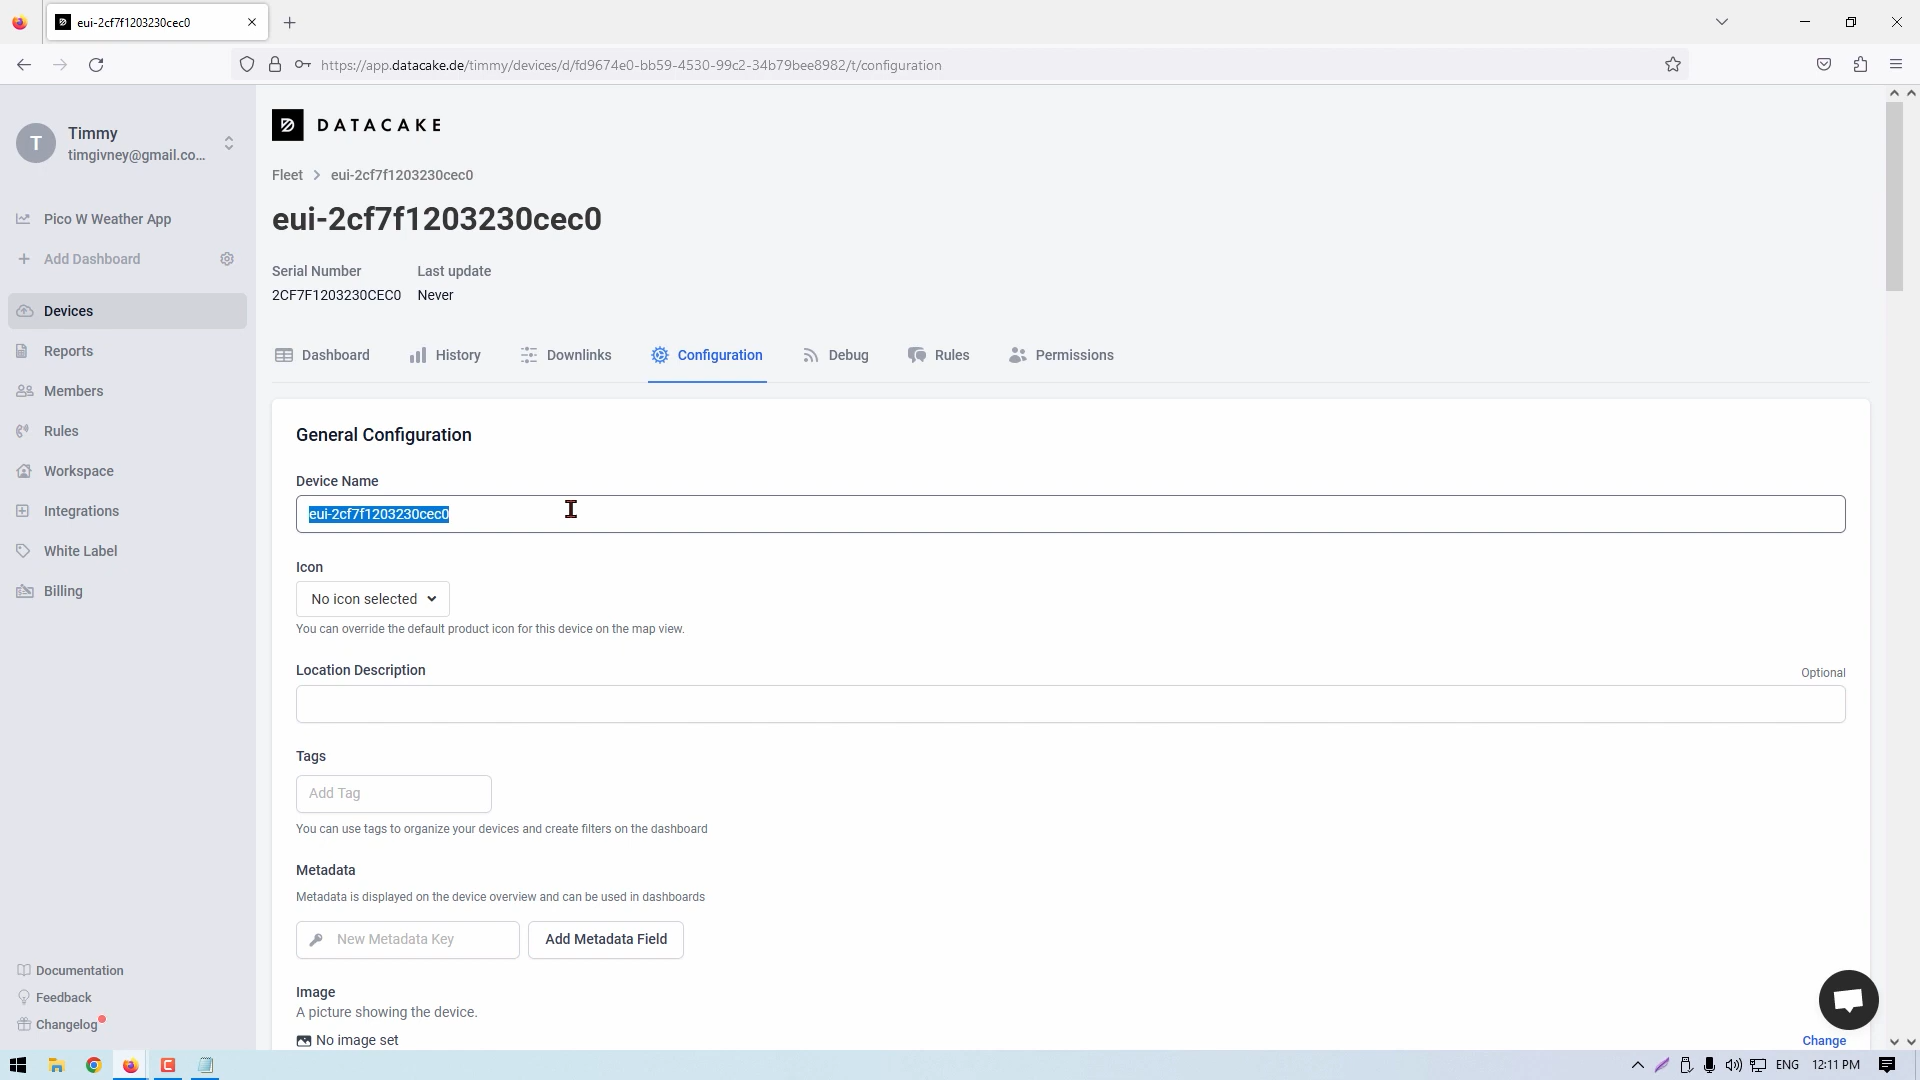 eui-2cf7f1203230cec0
https://app.datacake.de/timmy/devices/d/fd9674e0-bb59-4530-99c2-34b79bee8982/t/configuration
T
Timmy
timgivney@gmail.co...
Pico W Weather App
Add Dashboard
Devices
Reports
Members
Rules
Workspace
Integrations
White Label
Billing
Documentation
Feedback
Changelog
DATACAKE
Fleet > eui-2cf7f1203230cec0
eui-2cf7f1203230cec0
Serial Number Last update
2CF7F1203230CEC0 Never
Dashboard History Downlinks Configuration Debug Rules Permissions
General Configuration
Device Name
eui-2cf7f1203230cec0
Icon
No icon selected
You can override the default product icon for this device on the map view.
Location Description Optional
Tags
Add Tag
You can use tags to organize your devices and create filters on the dashboard
Metadata
Metadata is displayed on the device overview and can be used in dashboards
New Metadata Key Add Metadata Field
Image
A picture showing the device.
No image set Change
ENG 12:11 PM